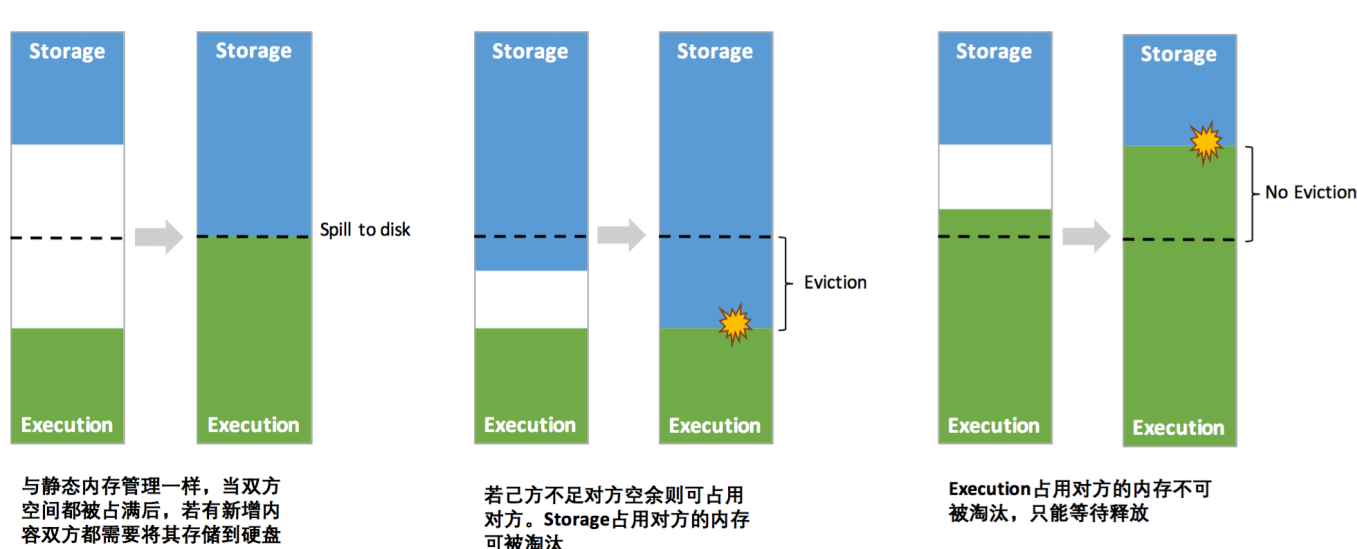 Storage
Storage
Spill to disk
Execution
Execution
与静态内存管理一样，当双方
空间都被占满后，若有新增内
容双方都需要将其存储到硬盘
Storage
Storage
Eviction
Execution
Execution
若己方不足对方空余则可占用
对方。Storage占用对方的内存
可被淘汰
Storage
Storage
No Eviction
Execution
Execution
Execution占用对方的内存不可
被淘汰，只能等待释放